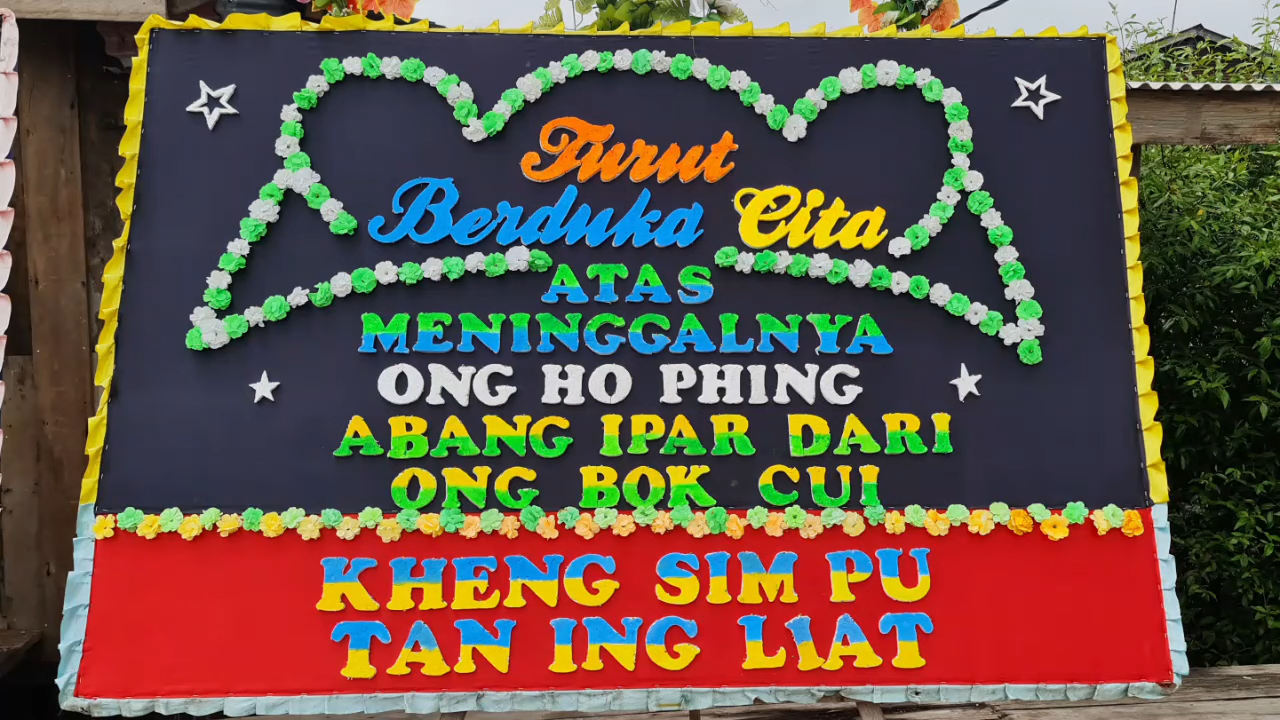 Turut
Berduka Cita
ATAS
MENINGGALNYA
ONG HO PHING
ABANG IPAR DARI
ONG BOK CUI
KHENG SIM PU
TAN ING LIAT